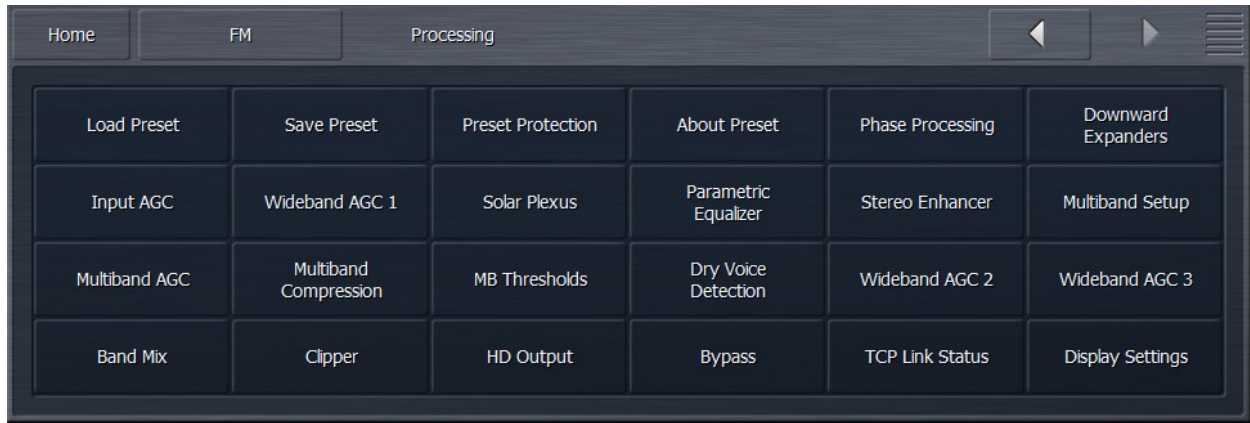 Home FM Processing
Load Preset Save Preset Preset Protection About Preset Phase Processing Downward
Expanders
Input AGC Wideband AGC 1 Solar Plexus Parametric
Equalizer Stereo Enhancer Multiband Setup
Multiband AGC Multiband
Compression MB Thresholds Dry Voice
Detection Wideband AGC 2 Wideband AGC 3
Band Mix Clipper HD Output Bypass TCP Link Status Display Settings